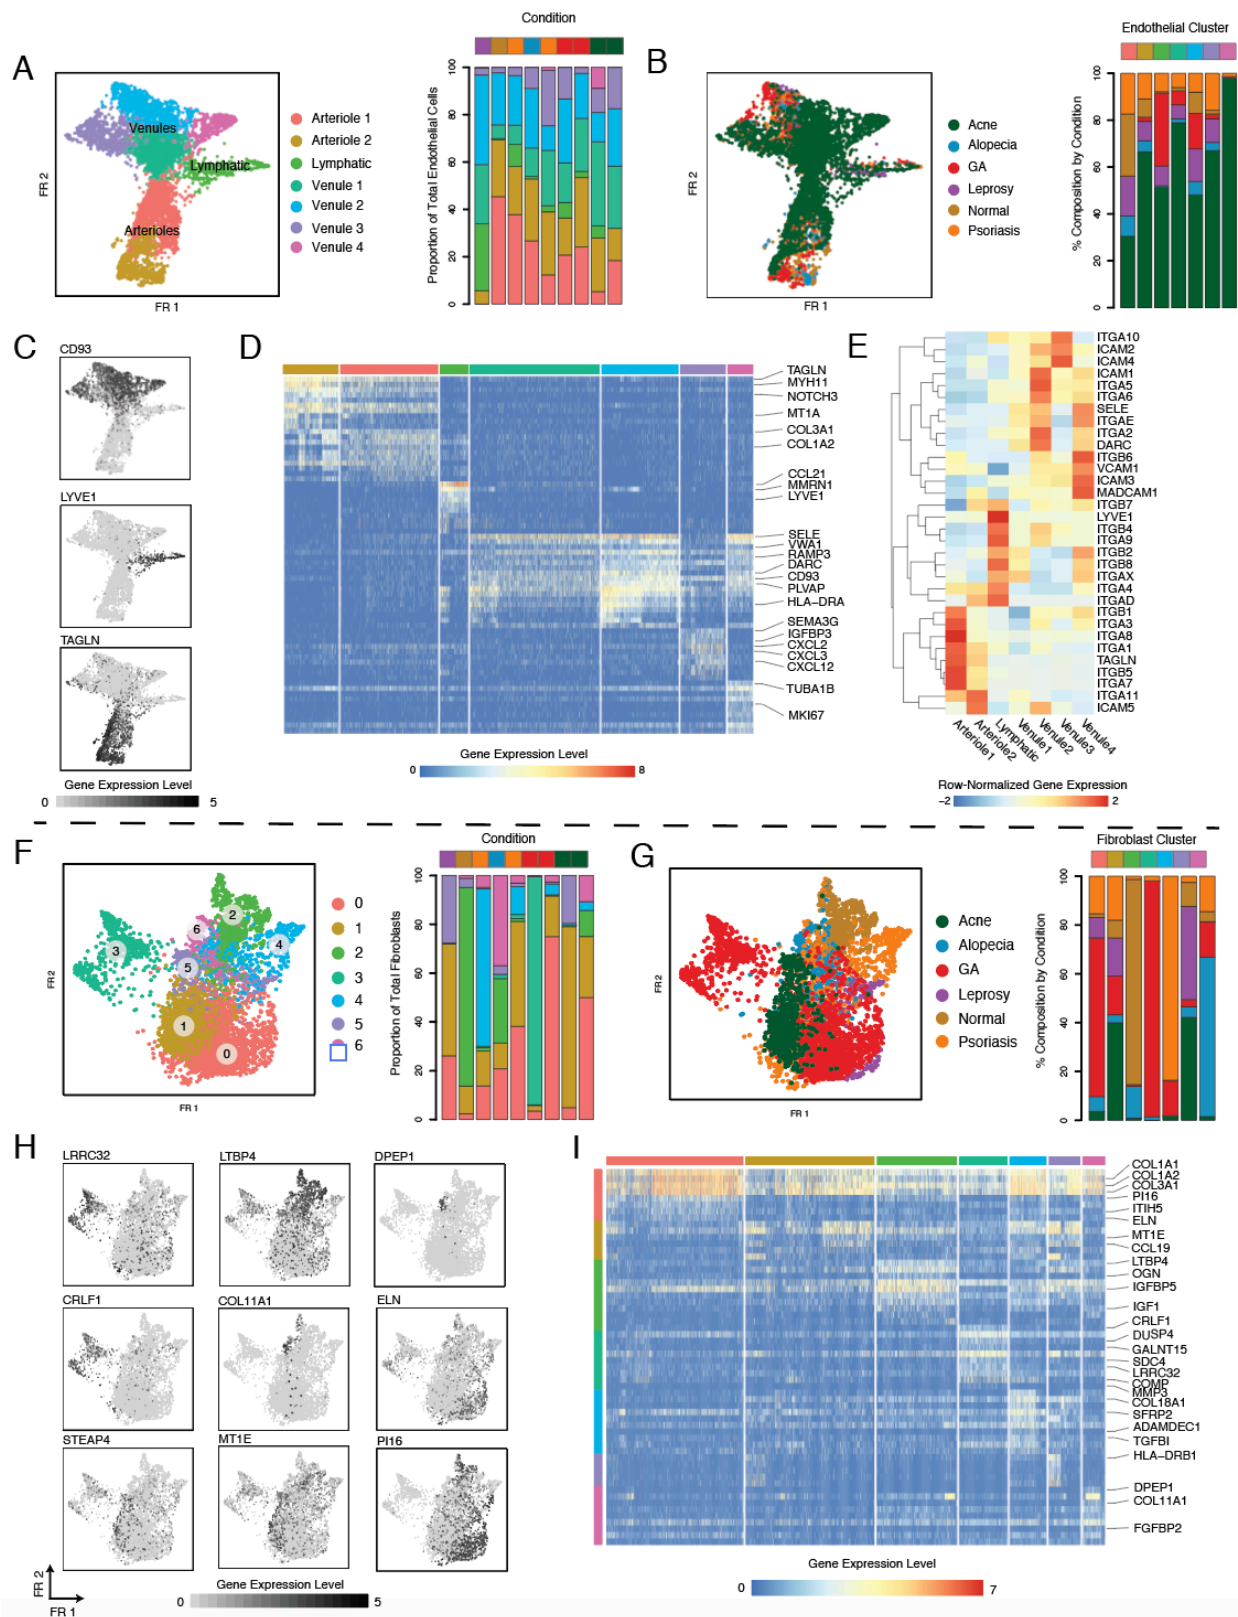 A
Condition
Venules
Lymphatic
Arterioles
FR 2
FR 1
Arteriole 1
Arteriole 2
Lymphatic
Venule 1
Venule 2
Venule 3
Venule 4
Proportion of Total Endothelial Cells
0
20
40
60
80
100
B
FR 2
FR 1
Acne
Alopecia
GA
Leprosy
Normal
Psoriasis
Endothelial Cluster
% Composition by Condition
0
20
40
60
80
100
C
CD93
LYVE1
TAGLN
Gene Expression Level
0
5
D
TAGLN
MYH11
NOTCH3
MT1A
COL3A1
COL1A2
CCL21
MMRN1
LYVE1
SELE
VWA1
RAMP3
DARC
CD93
PLVAP
HLA-DRA
SEMA3G
IGFBP3
CXCL2
CXCL3
CXCL12
TUBA1B
MKI67
Gene Expression Level
0
8
E
ITGA10
ICAM2
ICAM4
ICAM1
ITGA5
ITGA6
SELE
ITGAE
ITGA2
DARC
ITGB6
VCAM1
ICAM3
MADCAM1
ITGB7
LYVE1
ITGB4
ITGA9
ITGB2
ITGB8
ITGAX
ITGA4
ITGAD
ITGB1
ITGA3
ITGA8
ITGA1
TAGLN
ITGB5
ITGA7
ITGA11
ICAM5
Arteriole1
Arteriole2
Lymphatic
Venule1
Venule2
Venule3
Venule4
Row-Normalized Gene Expression
−2
2
F
2
6
4
3
5
1
0
FR2
FR 1
0
1
2
3
4
5
6
Condition
Proportion of Total Fibroblasts
0
20
40
60
80
100
G
FR2
FR 1
Acne
Alopecia
GA
Leprosy
Normal
Psoriasis
Fibroblast Cluster
% Composition by Condition
0
20
40
60
80
100
H
LRRC32
LTBP4
DPEP1
CRLF1
COL11A1
ELN
STEAP4
MT1E
PI16
FR 2
FR 1
Gene Expression Level
0
5
I
COL1A1
COL1A2
COL3A1
PI16
ITIH5
ELN
MT1E
CCL19
LTBP4
OGN
IGFBP5
IGF1
CRLF1
DUSP4
GALNT15
SDC4
LRRC32
COMP
MMP3
COL18A1
SFRP2
ADAMDEC1
TGFBI
HLA-DRB1
DPEP1
COL11A1
FGFBP2
Gene Expression Level
0
7